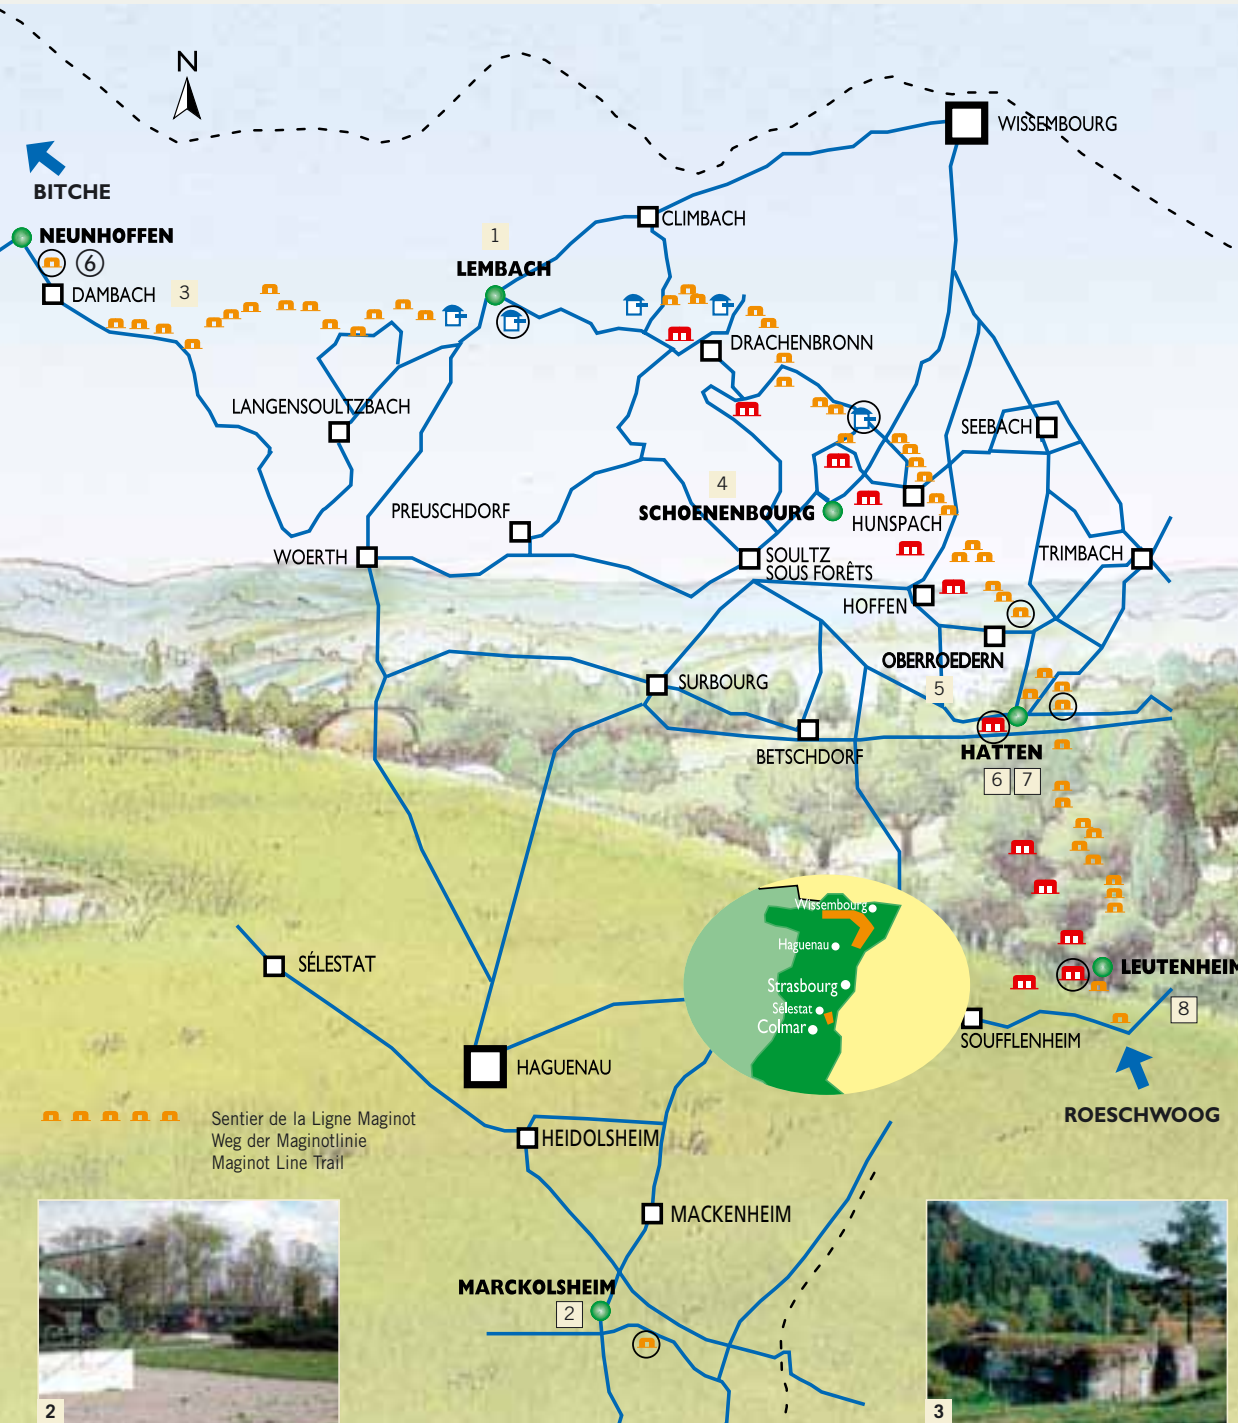 N
WISSEMBOURG
BITCHE
CLIMBACH
NEUNHOFFEN
1
6
LEMBACH
DAMBACH
3
DRACHENBRONN
LANGENSOULTZBACH
SEEBACH
4
PREUSCHDORF
SCHOENENBOURG
HUNSPACH
WOERTH
SOULTZ
SOUS FORÊTS
TRIMBACH
HOFFEN
OBERROEDERN
SURBOURG
5
BETSCHDORF
HATTEN
6 7
Wissembourg
Haguenau
Strasbourg
Sélestat
Colmar
SÉLESTAT
LEUTENHEIM
8
SOUFFLENHEIM
HAGUENAU
ROESCHWOOG
Sentier de la Ligne Maginot
Weg der Maginotlinie
Maginot Line Trail
HEIDOLSHEIM
MACKENHEIM
MARCKOLSHEIM
2
2
3